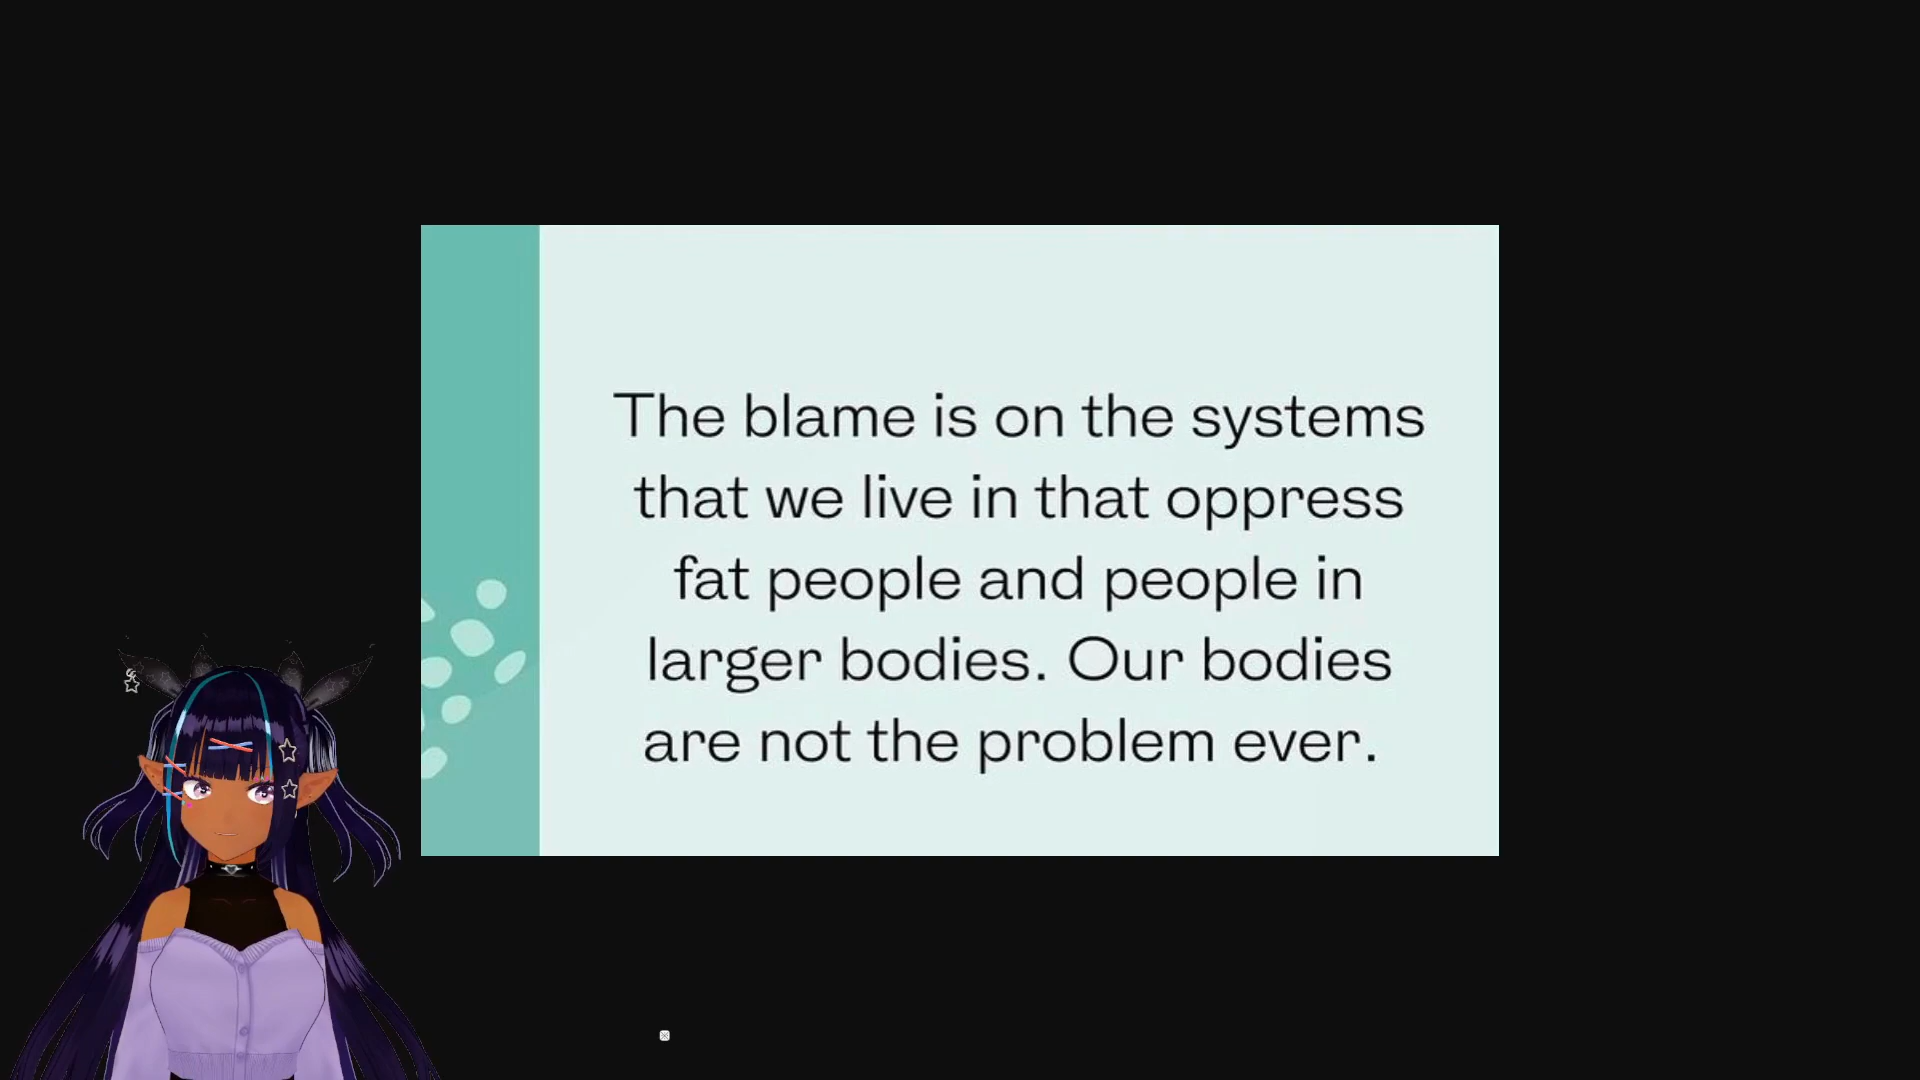 The blame is on the systems
that we live in that oppress
fat people and people in
larger bodies. Our bodies
are not the problem ever.